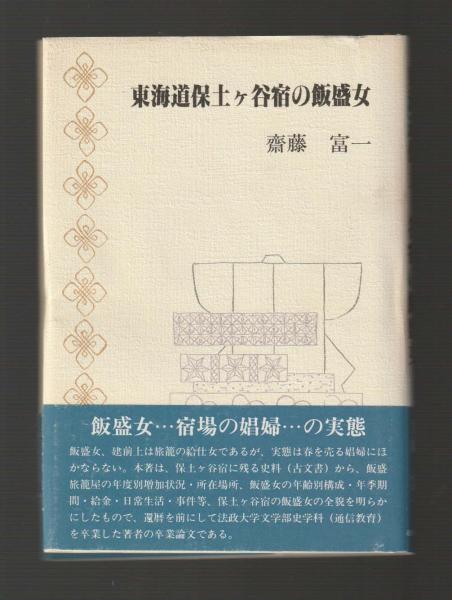 東海道保土ヶ谷宿の飯盛女
齋藤 富一
飯盛女…宿場の娼婦…の実態
飯盛女、建前上は旅籠の給仕女であるが、実態は春を売る娼婦にほ
かならない。本著は、保土ヶ谷宿に残る史料（古文書）から、飯盛
旅籠屋の年度別増加状況・所在場所、飯盛女の年齢別構成・年季期
間・給金・日常生活・事件等、保土ヶ谷宿の飯盛女の全貌を明らか
にしたもので、還暦を前にして法政大学文学部史学科（通信教育）
を卒業した著者の卒業論文である。